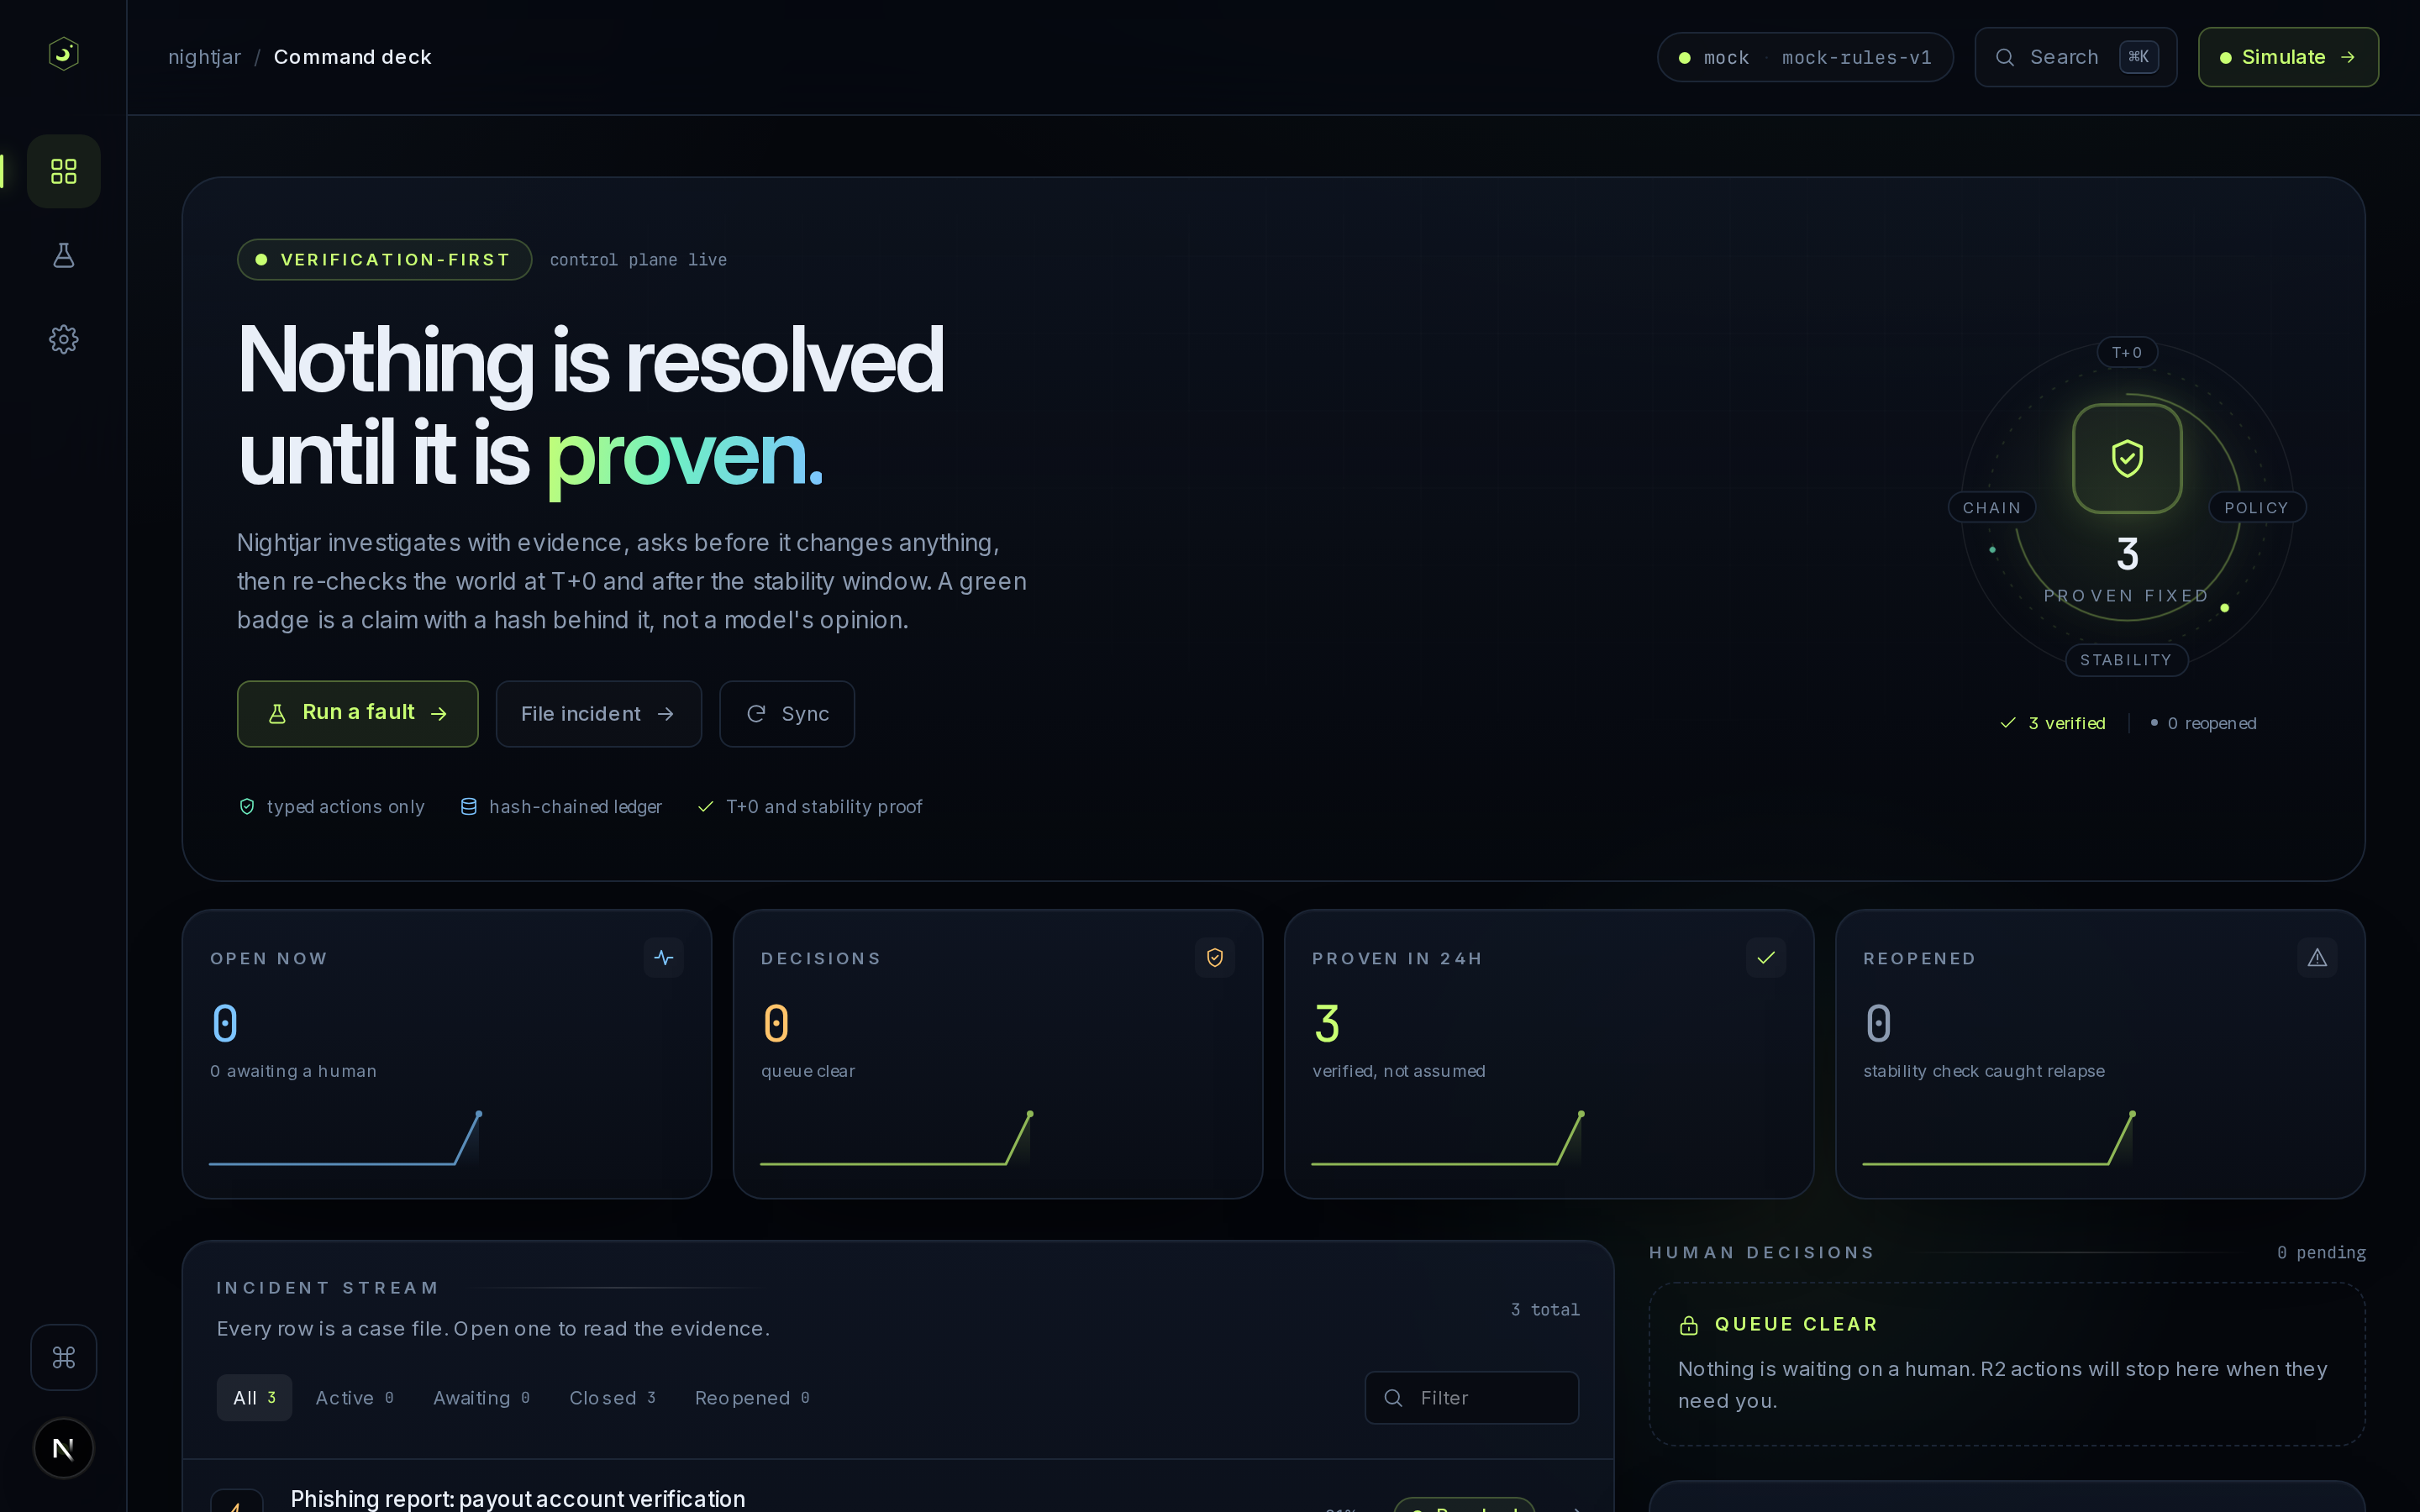 nightjar / Command deck
mock · mock-rules-v1
Search ⌘K
Simulate →
VERIFICATION-FIRST control plane live
Nothing is resolved
until it is proven.
Nightjar investigates with evidence, asks before it changes anything,
then re-checks the world at T+0 and after the stability window. A green
badge is a claim with a hash behind it, not a model's opinion.
Run a fault →
File incident →
Sync
typed actions only
hash-chained ledger
T+0 and stability proof
T+0
CHAIN
POLICY
3
PROVEN FIXED
STABILITY
3 verified
0 reopened
OPEN NOW
0
0 awaiting a human
DECISIONS
0
queue clear
PROVEN IN 24H
3
verified, not assumed
REOPENED
0
stability check caught relapse
INCIDENT STREAM
Every row is a case file. Open one to read the evidence.
3 total
All 3
Active 0
Awaiting 0
Closed 3
Reopened 0
Filter
Phishing report: payout account verification
HUMAN DECISIONS
0 pending
QUEUE CLEAR
Nothing is waiting on a human. R2 actions will stop here when they
need you.
⌘
N